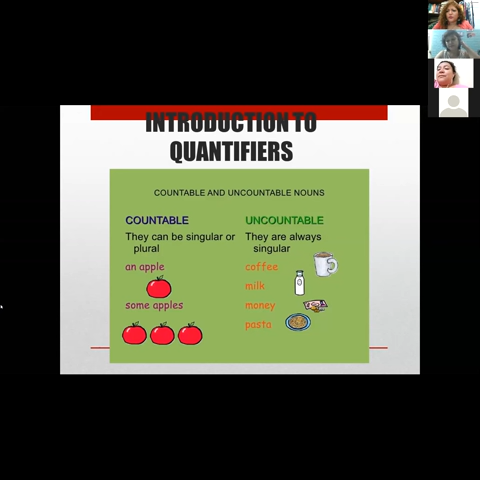 INTRODUCTION TO
QUANTIFIERS
COUNTABLE AND UNCOUNTABLE NOUNS
COUNTABLE
They can be singular or
plural
an apple
some apples
UNCOUNTABLE
They are always
singular
coffee
milk
money
pasta